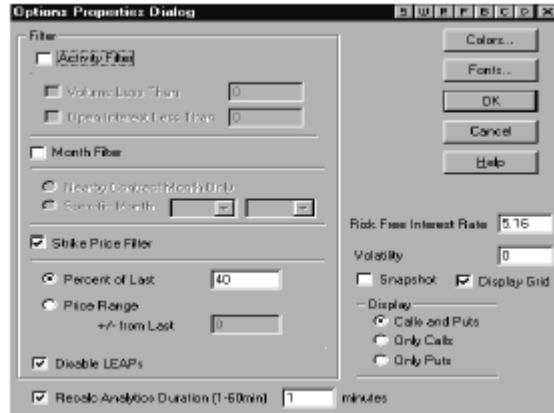 Options Properties Dialog S W R F B C D X
Filter
Activity Filter
Volume Less Than 0
Open Interest Less Than 0
Month Filter
Nearby Contract Month Only
Specific Month
Strike Price Filter
Percent of Last 40
Price Range
+/- from Last 0
Disable LEAPs
Recalc Analytics Duration (1-60min) 1 minutes
Colors...
Fonts...
OK
Cancel
Help
Risk Free Interest Rate 5.16
Volatility 0
Snapshot Display Grid
Display
Calls and Puts
Only Calls
Only Puts